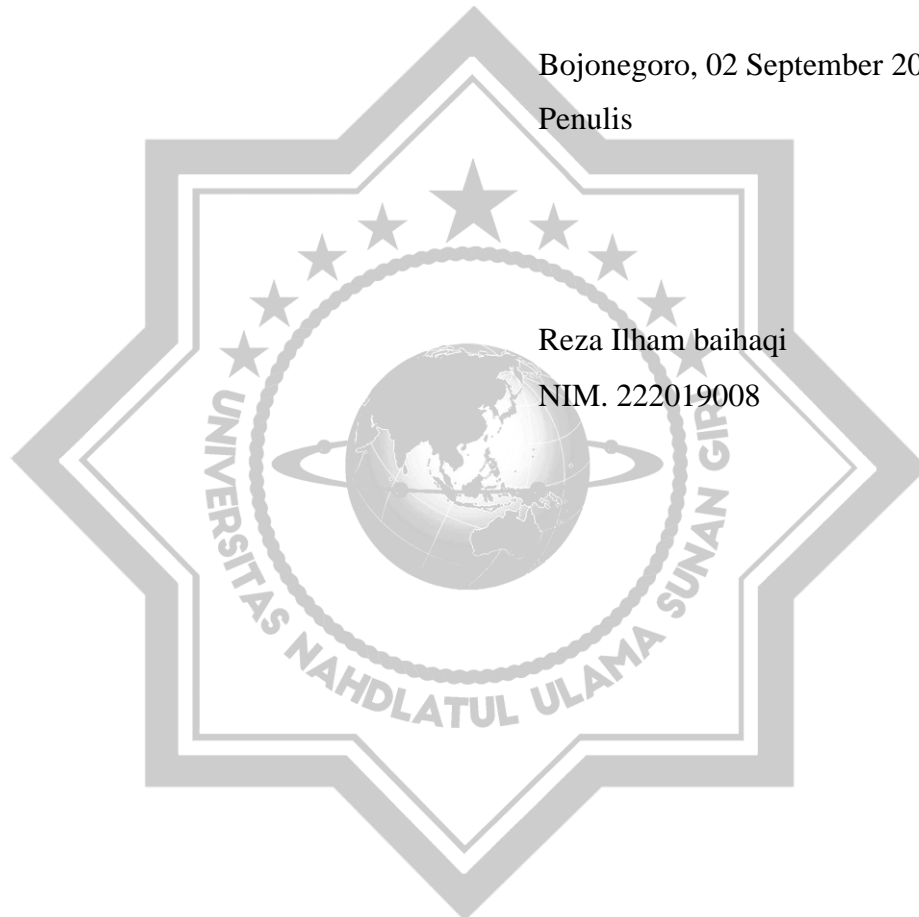 Bojonegoro, 02 September 20
Penulis
Reza Ilham baihaqi
NIM. 222019008
UNIVERSITAS NAHDLATUL ULAMA SUNAN GIRI